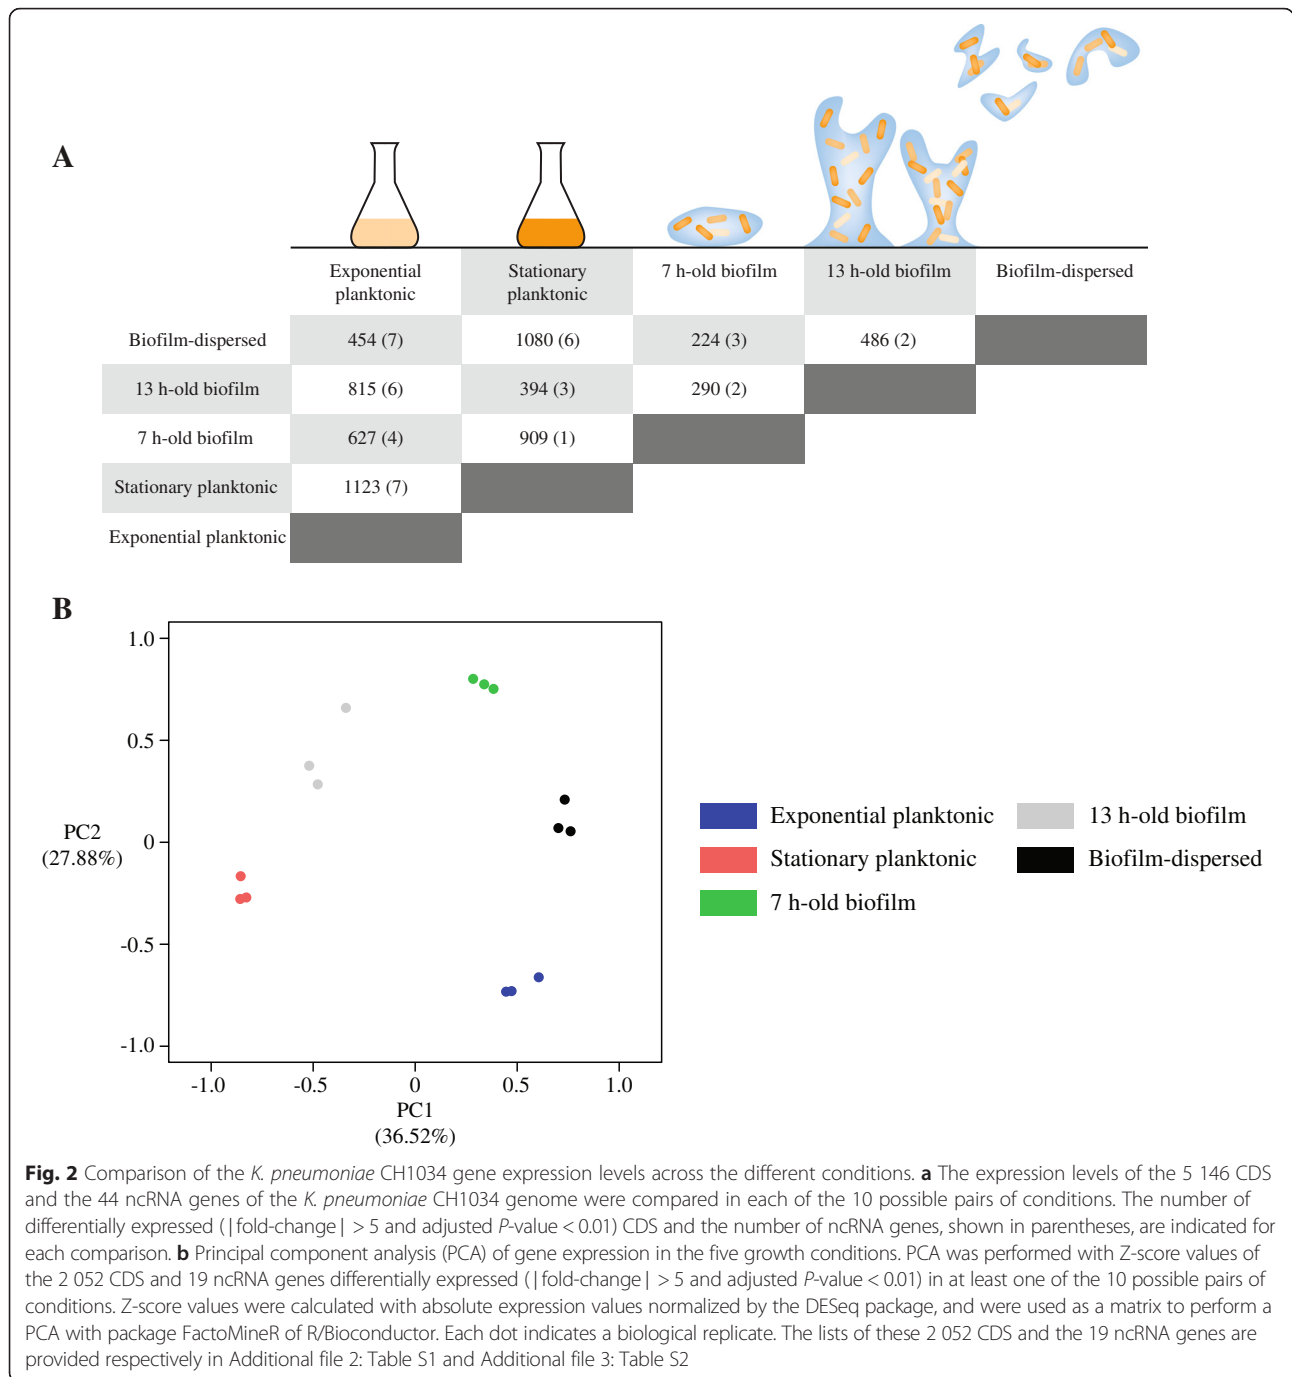 A
Exponential planktonic
Stationary planktonic
7 h-old biofilm
13 h-old biofilm
Biofilm-dispersed
Biofilm-dispersed 454 (7) 1080 (6) 224 (3) 486 (2)
13 h-old biofilm 815 (6) 394 (3) 290 (2)
7 h-old biofilm 627 (4) 909 (1)
Stationary planktonic 1123 (7)
Exponential planktonic
B
1.0
0.5
0
-0.5
-1.0
PC2
(27.88%)
-1.0 -0.5 0 0.5 1.0
PC1
(36.52%)
Exponential planktonic
Stationary planktonic
7 h-old biofilm
13 h-old biofilm
Biofilm-dispersed
Fig. 2 Comparison of the K. pneumoniae CH1034 gene expression levels across the different conditions. a The expression levels of the 5 146 CDS
and the 44 ncRNA genes of the K. pneumoniae CH1034 genome were compared in each of the 10 possible pairs of conditions. The number of
differentially expressed (|fold-change| > 5 and adjusted P-value < 0.01) CDS and the number of ncRNA genes, shown in parentheses, are indicated for
each comparison. b Principal component analysis (PCA) of gene expression in the five growth conditions. PCA was performed with Z-score values of
the 2 052 CDS and 19 ncRNA genes differentially expressed (|fold-change| > 5 and adjusted P-value < 0.01) in at least one of the 10 possible pairs of
conditions. Z-score values were calculated with absolute expression values normalized by the DESeq package, and were used as a matrix to perform a
PCA with package FactoMineR of R/Bioconductor. Each dot indicates a biological replicate. The lists of these 2 052 CDS and the 19 ncRNA genes are
provided respectively in Additional file 2: Table S1 and Additional file 3: Table S2